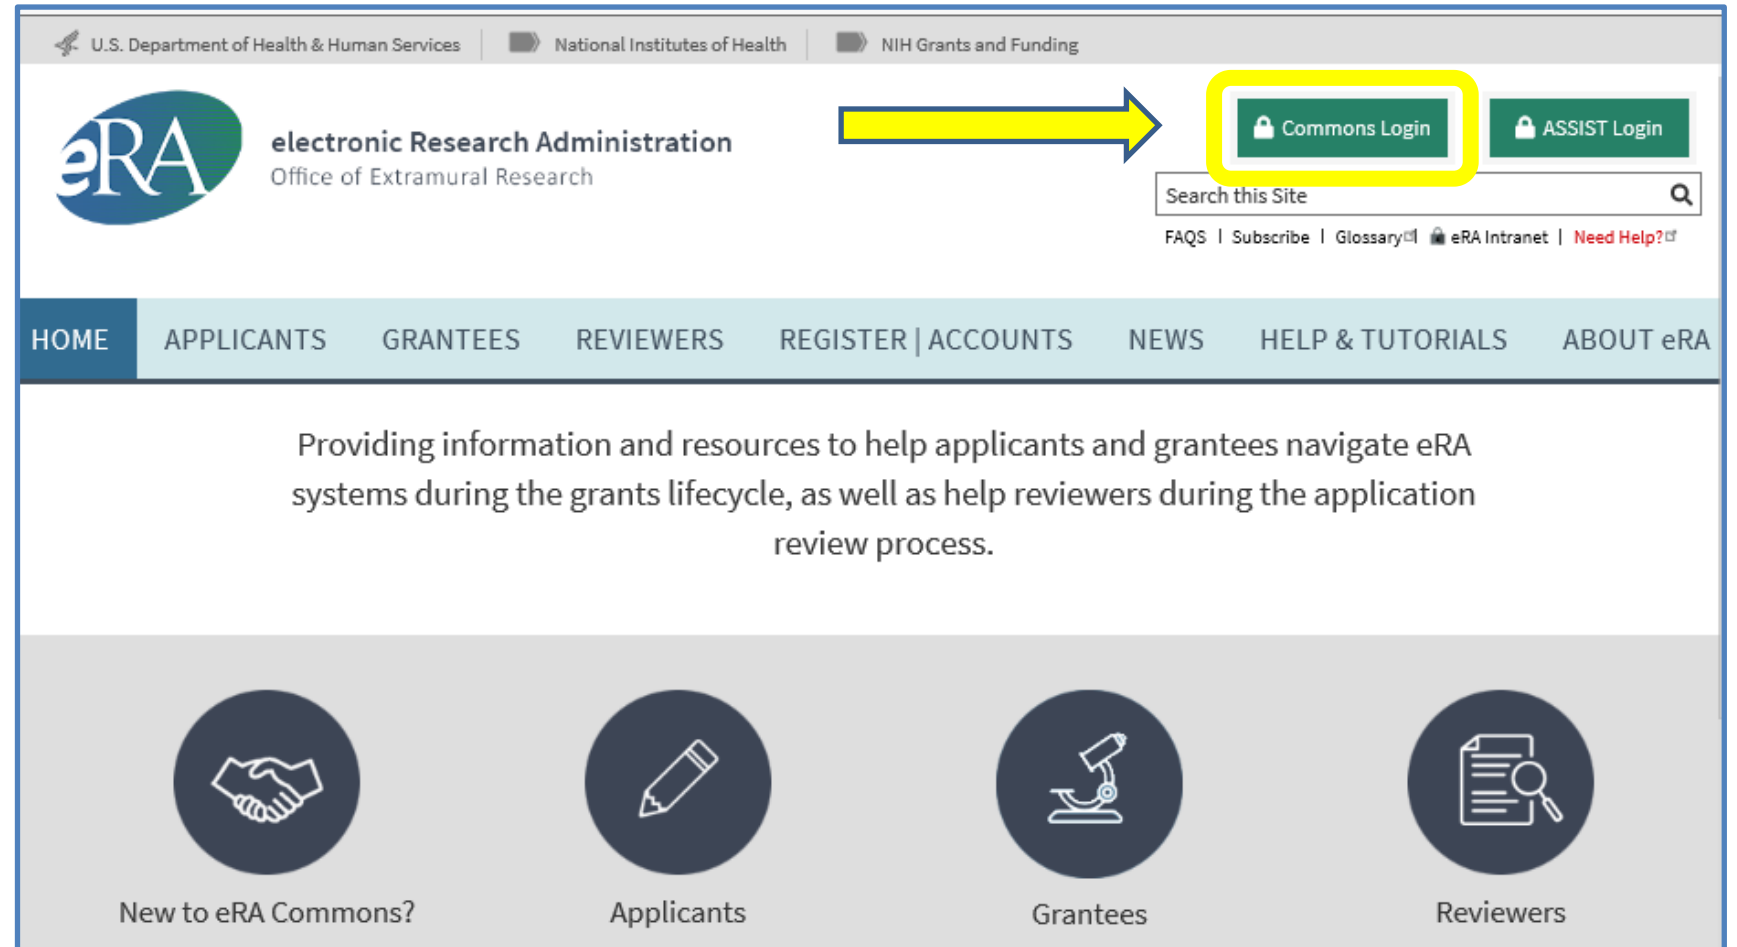 U.S. Department of Health & Human Services National Institutes of Health NIH Grants and Funding
eRA
electronic Research Administration
Office of Extramural Research
Commons Login ASSIST Login
Search this Site
FAQS | Subscribe | Glossary eRA Intranet | Need Help?
HOME APPLICANTS GRANTEES REVIEWERS REGISTER | ACCOUNTS NEWS HELP & TUTORIALS ABOUT eRA
Providing information and resources to help applicants and grantees navigate eRA
systems during the grants lifecycle, as well as help reviewers during the application
review process.
New to eRA Commons? Applicants Grantees Reviewers